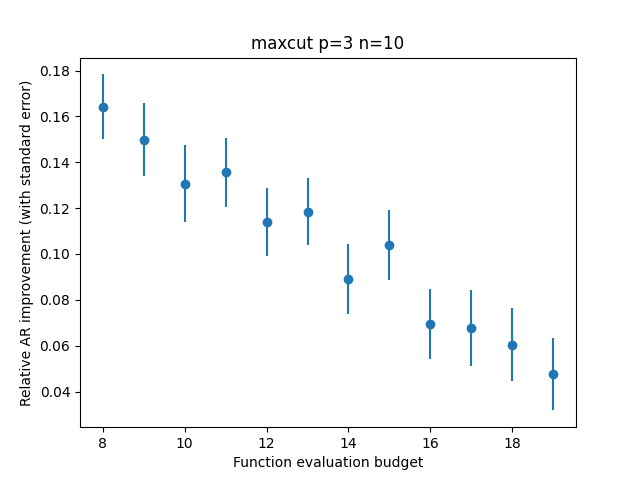 maxcut p=3 n=10
Relative AR improvement (with standard error)
0.18
0.16
0.14
0.12
0.10
0.08
0.06
0.04
8 10 12 14 16 18
Function evaluation budget